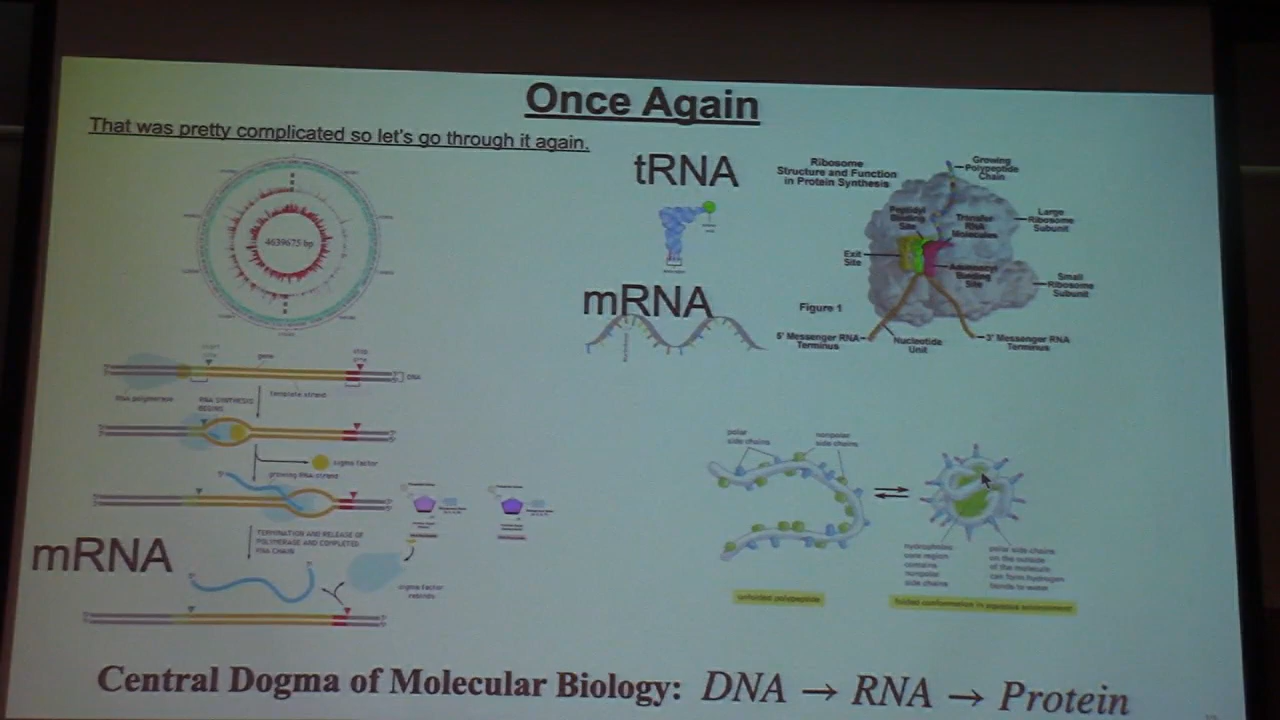 Once Again
That was pretty complicated so let's go through it again.
4639675 bp
tRNA
mRNA
Ribosome
Structure and Function
in Protein Synthesis
Growing
Polypeptide
Chain
Large
Ribosome
Subunit
Transfer
RNA
Molecules
Binding
Site
Exit
Site
Binding
Site
Small
Ribosome
Subunit
Figure 1
5' Messenger RNA
Terminus
Nucleotide
Unit
3' Messenger RNA
Terminus
gene
stop
DNA
RNA polymerase
RNA SYNTHESIS
BEGINS
template strand
sigma factor
growing RNA strand
TERMINATION AND RELEASE OF
POLYMERASE AND COMPLETED
RNA CHAIN
mRNA
sigma factor
rebinds
polar
side chains
nonpolar
side chains
hydrophobic
core region
contains
nonpolar
side chains
polar side chains
on the outside
of the molecule
can form hydrogen
bonds to water
unfolded polypeptide
folded conformation in aqueous environment
Central Dogma of Molecular Biology: DNA → RNA → Protein